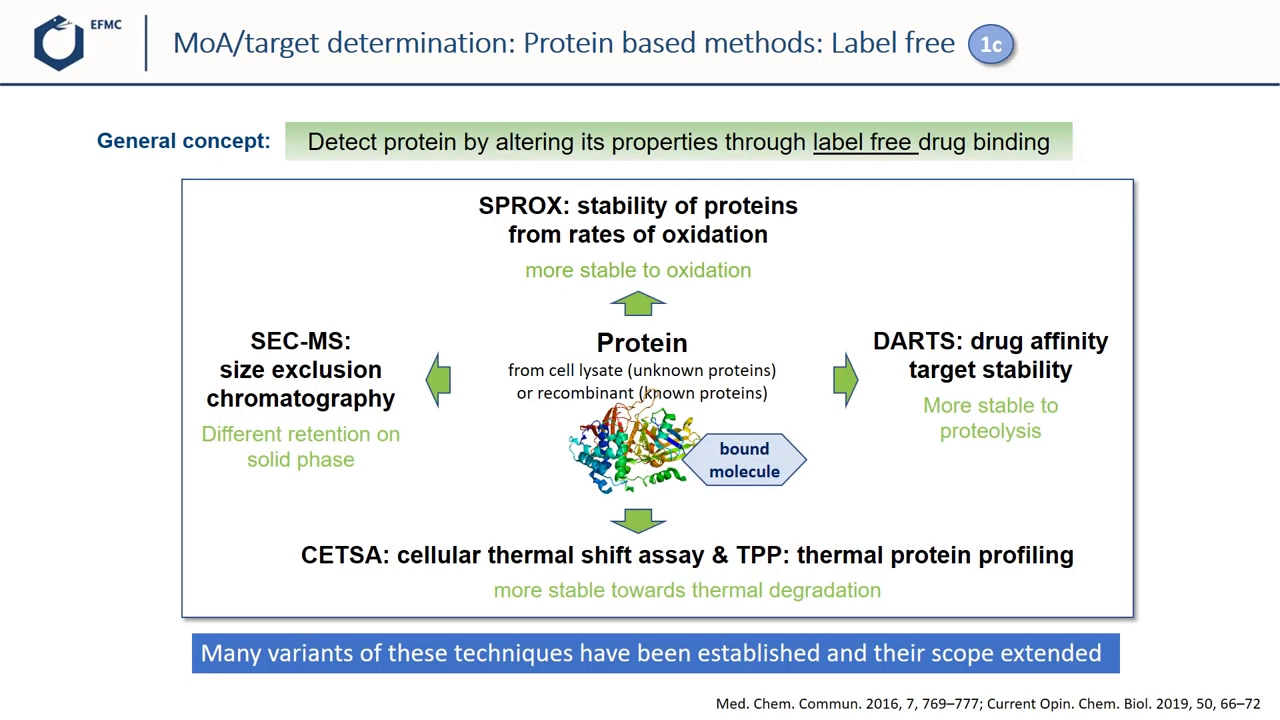 EFMC
MoA/target determination: Protein based methods: Label free
1c
General concept:
Detect protein by altering its properties through label free drug binding
SPROX: stability of proteins
from rates of oxidation
more stable to oxidation
SEC-MS:
size exclusion
chromatography
Different retention on
solid phase
Protein
from cell lysate (unknown proteins)
or recombinant (known proteins)
bound
molecule
DARTS: drug affinity
target stability
More stable to
proteolysis
CETSA: cellular thermal shift assay & TPP: thermal protein profiling
more stable towards thermal degradation
Many variants of these techniques have been established and their scope extended
Med. Chem. Commun. 2016, 7, 769–777; Current Opin. Chem. Biol. 2019, 50, 66–72